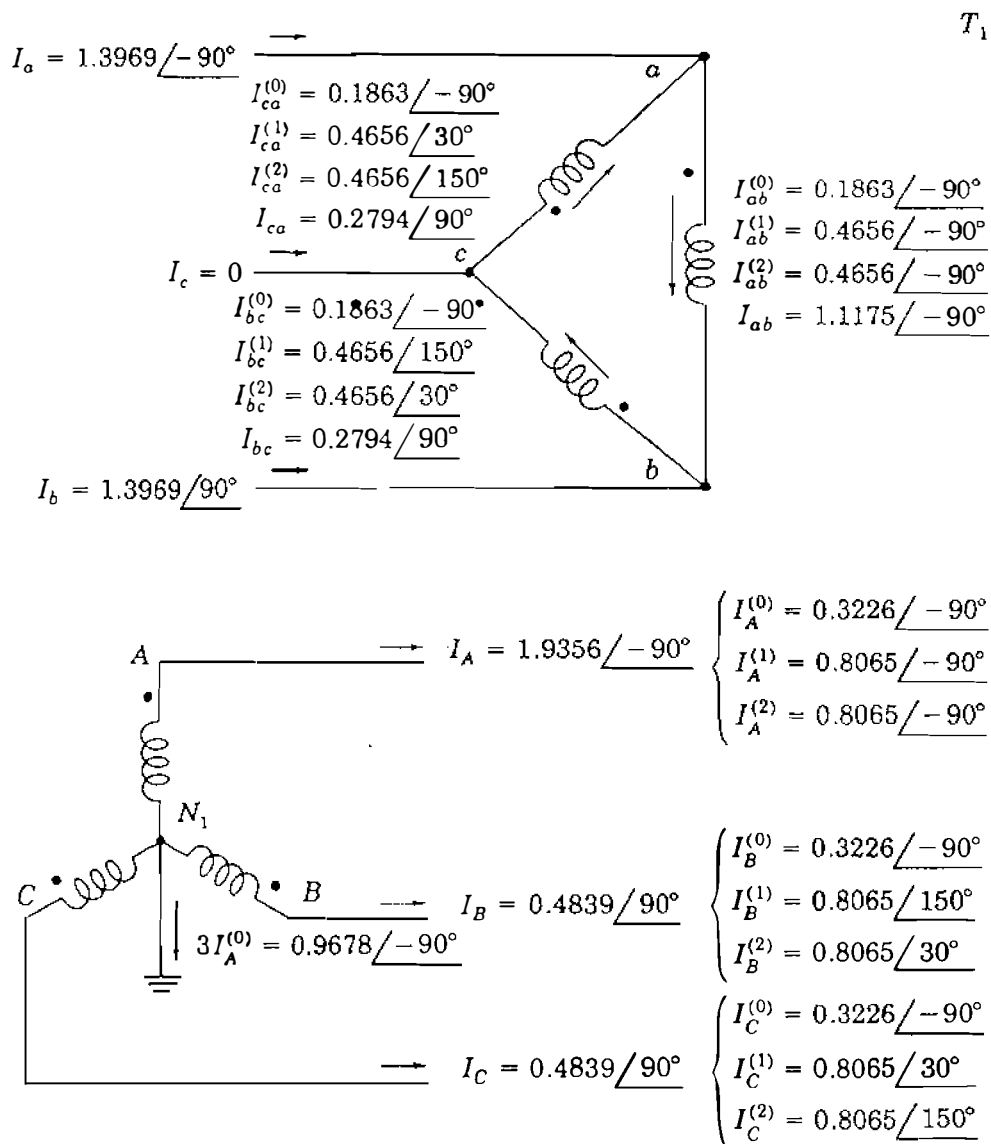 T₁
I_a = 1.3969∠−90°
a
I_ca^(0) = 0.1863∠−90°
I_ca^(1) = 0.4656∠30°
I_ca^(2) = 0.4656∠150°
I_ca = 0.2794∠90°
I_ab^(0) = 0.1863∠−90°
I_ab^(1) = 0.4656∠−90°
I_ab^(2) = 0.4656∠−90°
I_ab = 1.1175∠−90°
c
I_c = 0
I_bc^(0) = 0.1863∠−90°
I_bc^(1) = 0.4656∠150°
I_bc^(2) = 0.4656∠30°
I_bc = 0.2794∠90°
b
I_b = 1.3969∠90°
A
I_A = 1.9356∠−90°
I_A^(0) = 0.3226∠−90°
I_A^(1) = 0.8065∠−90°
I_A^(2) = 0.8065∠−90°
N₁
C
B
I_B = 0.4839∠90°
I_B^(0) = 0.3226∠−90°
I_B^(1) = 0.8065∠150°
I_B^(2) = 0.8065∠30°
3I_A^(0) = 0.9678∠−90°
I_C = 0.4839∠90°
I_C^(0) = 0.3226∠−90°
I_C^(1) = 0.8065∠30°
I_C^(2) = 0.8065∠150°